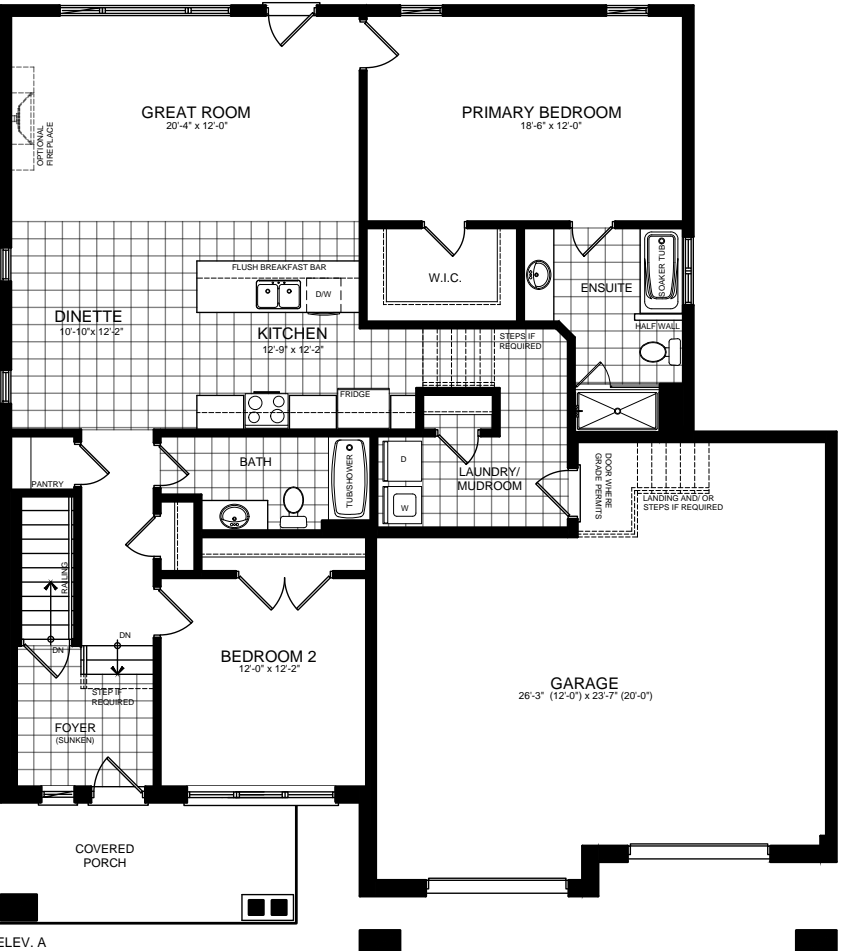 GREAT ROOM
20'-4" x 12'-0"
PRIMARY BEDROOM
18'-6" x 12'-0"
OPTIONAL
FIREPLACE
FLUSH BREAKFAST BAR
D/W
W.I.C.
ENSUITE
SOAKER TUB
HALF WALL
DINETTE
10'-10"x 12'-2"
KITCHEN
12'-9" x 12'-2"
STEPS IF
REQUIRED
FRIDGE
PANTRY
BATH
TUB/SHOWER
D
W
LAUNDRY/
MUDROOM
DOOR WHERE
GRADE PERMITS
LANDING AND/ OR
STEPS IF REQUIRED
RAILING
DN
DN
STEP IF
REQUIRED
FOYER
(SUNKEN)
BEDROOM 2
12'-0" x 12'-2"
GARAGE
26'-3" (12'-0") x 23'-7" (20'-0")
COVERED
PORCH
ELEV. A